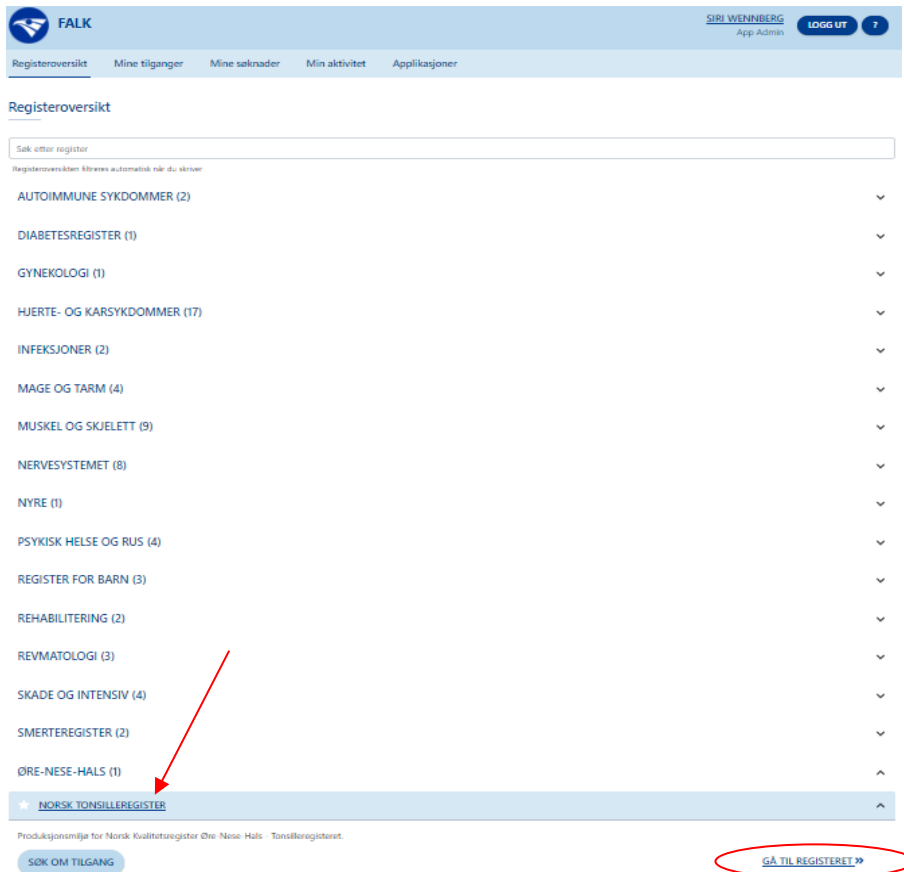 FALK
SIRI WENNBERG
App Admin
LOGG UT
?
Registeroversikt Mine tilganger Mine søknader Min aktivitet Applikasjoner
Registeroversikt
Søk etter register
Registeroversikten filtreres automatisk når du skriver
AUTOIMMUNE SYKDOMMER (2)
DIABETESREGISTER (1)
GYNEKOLOGI (1)
HJERTE- OG KARSYKDOMMER (17)
INFEKSJONER (2)
MAGE OG TARM (4)
MUSKEL OG SKJELETT (9)
NERVESYSTEMET (8)
NYRE (1)
PSYKISK HELSE OG RUS (4)
REGISTER FOR BARN (3)
REHABILITERING (2)
REVMATOLOGI (3)
SKADE OG INTENSIV (4)
SMERTEREGISTER (2)
ØRE-NESE-HALS (1)
NORSK TONSILLEREGISTER
Produksjonsmiljø for Norsk Kvalitetsregister Øre-Nese-Hals - Tonsilleregisteret.
SØK OM TILGANG GÅ TIL REGISTERET »